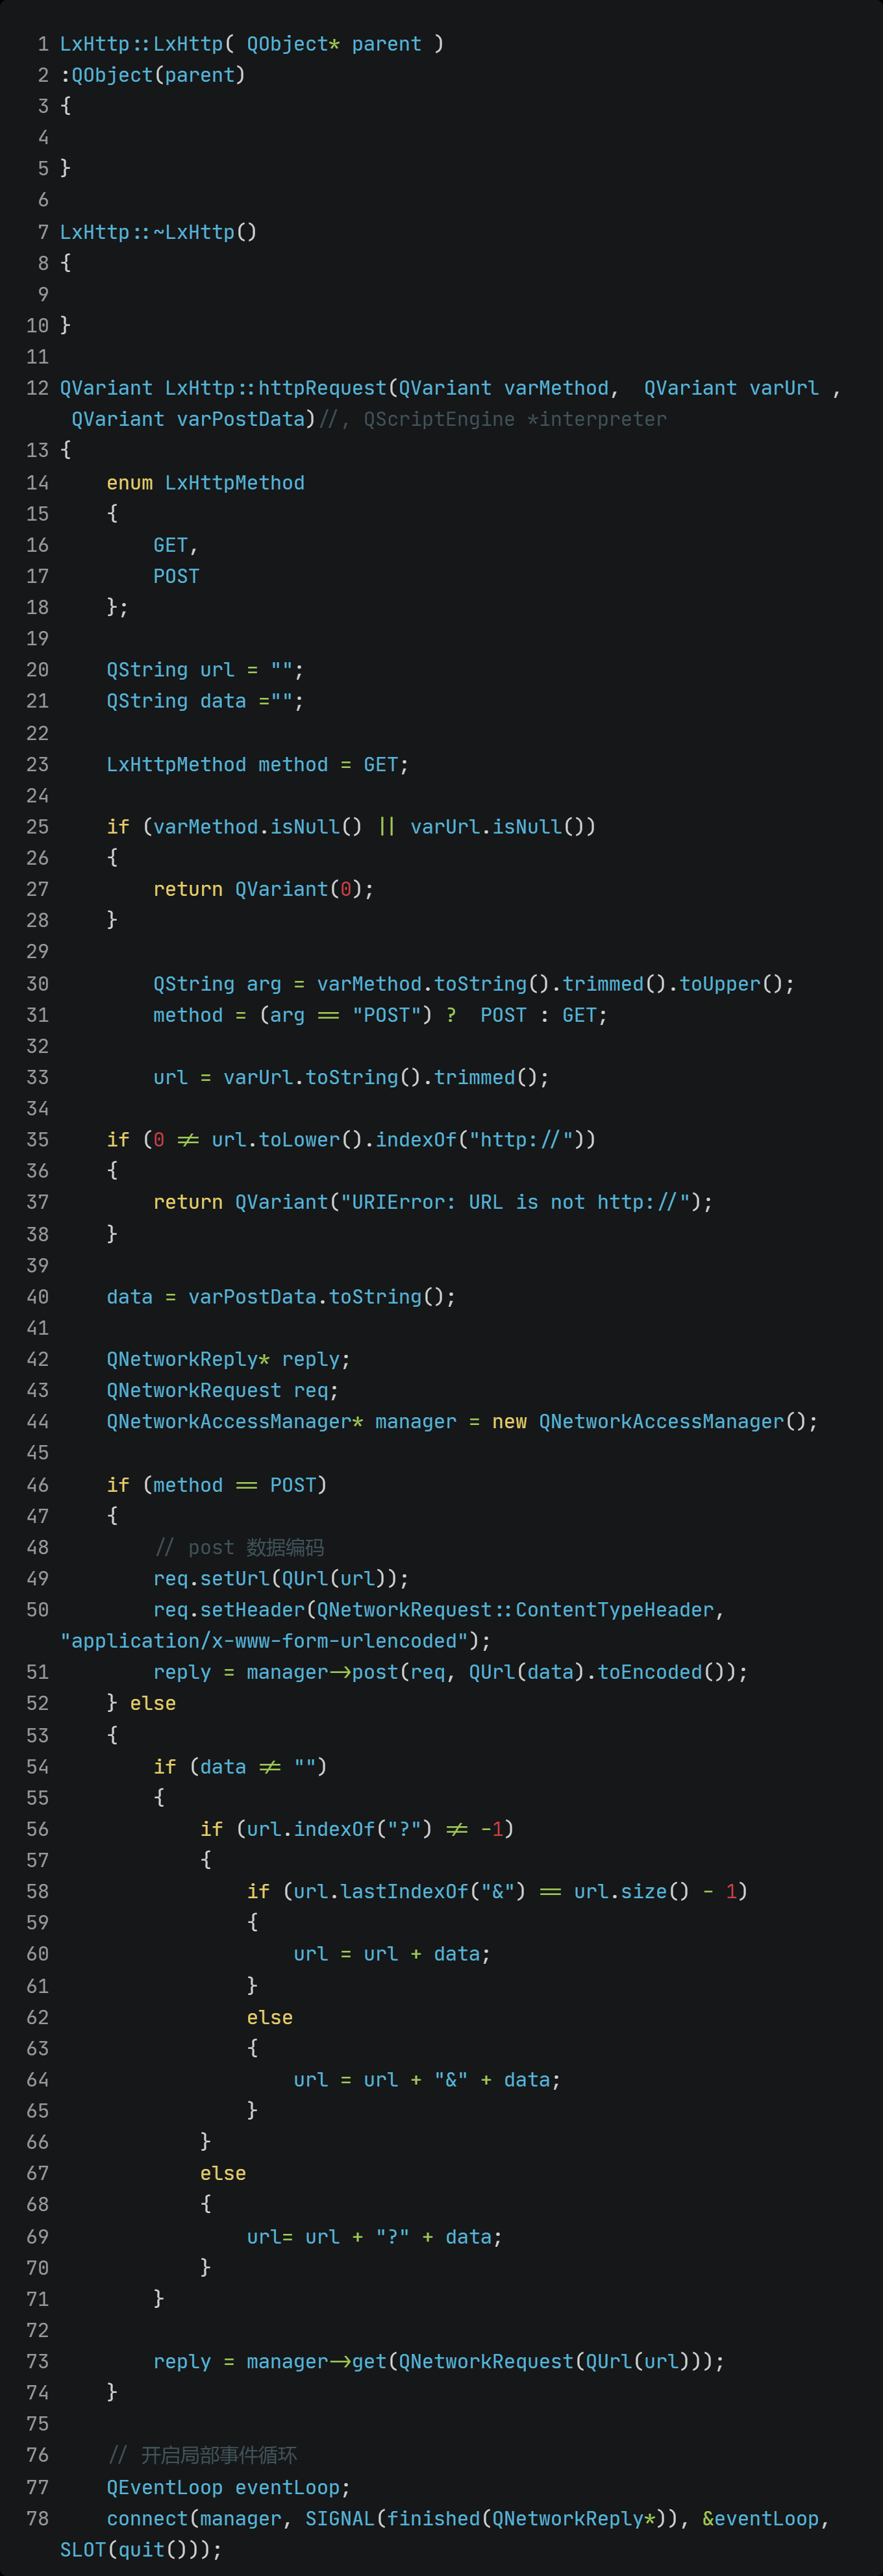 1 LxHttp::LxHttp( QObject* parent )
2 :QObject(parent)
3 {
4
5 }
6
7 LxHttp::~LxHttp()
8 {
9
10 }
11
12 QVariant LxHttp::httpRequest(QVariant varMethod,  QVariant varUrl ,
 QVariant varPostData)//, QScriptEngine *interpreter
13 {
14     enum LxHttpMethod
15     {
16         GET,
17         POST
18     };
19
20     QString url = "";
21     QString data ="";
22
23     LxHttpMethod method = GET;
24
25     if (varMethod.isNull() || varUrl.isNull())
26     {
27         return QVariant(0);
28     }
29
30         QString arg = varMethod.toString().trimmed().toUpper();
31         method = (arg == "POST") ?  POST : GET;
32
33         url = varUrl.toString().trimmed();
34
35     if (0 != url.toLower().indexOf("http://"))
36     {
37         return QVariant("URIError: URL is not http://");
38     }
39
40     data = varPostData.toString();
41
42     QNetworkReply* reply;
43     QNetworkRequest req;
44     QNetworkAccessManager* manager = new QNetworkAccessManager();
45
46     if (method == POST)
47     {
48         // post 数据编码
49         req.setUrl(QUrl(url));
50         req.setHeader(QNetworkRequest::ContentTypeHeader,
"application/x-www-form-urlencoded");
51         reply = manager->post(req, QUrl(data).toEncoded());
52     } else
53     {
54         if (data != "")
55         {
56             if (url.indexOf("?") != -1)
57             {
58                 if (url.lastIndexOf("&") == url.size() - 1)
59                 {
60                     url = url + data;
61                 }
62                 else
63                 {
64                     url = url + "&" + data;
65                 }
66             }
67             else
68             {
69                 url= url + "?" + data;
70             }
71         }
72
73         reply = manager->get(QNetworkRequest(QUrl(url)));
74     }
75
76     // 开启局部事件循环
77     QEventLoop eventLoop;
78     connect(manager, SIGNAL(finished(QNetworkReply*)), &eventLoop,
SLOT(quit()));